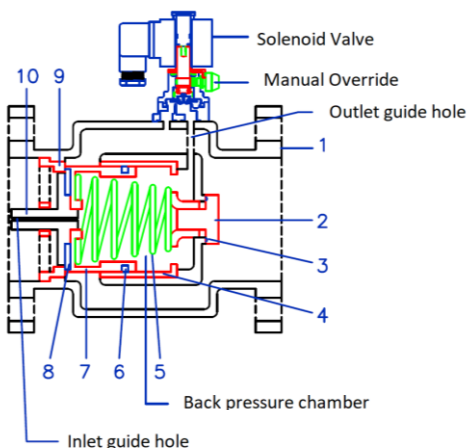 Solenoid Valve
Manual Override
Outlet guide hole
10
9
1
2
3
4
8
7
6
5
Back pressure chamber
Inlet guide hole